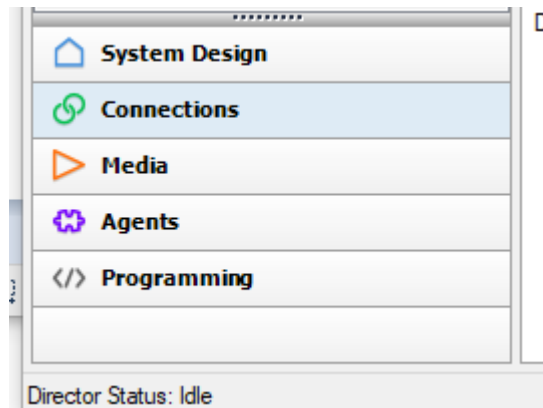 System Design
Connections
Media
Agents
Programming
Director Status: Idle